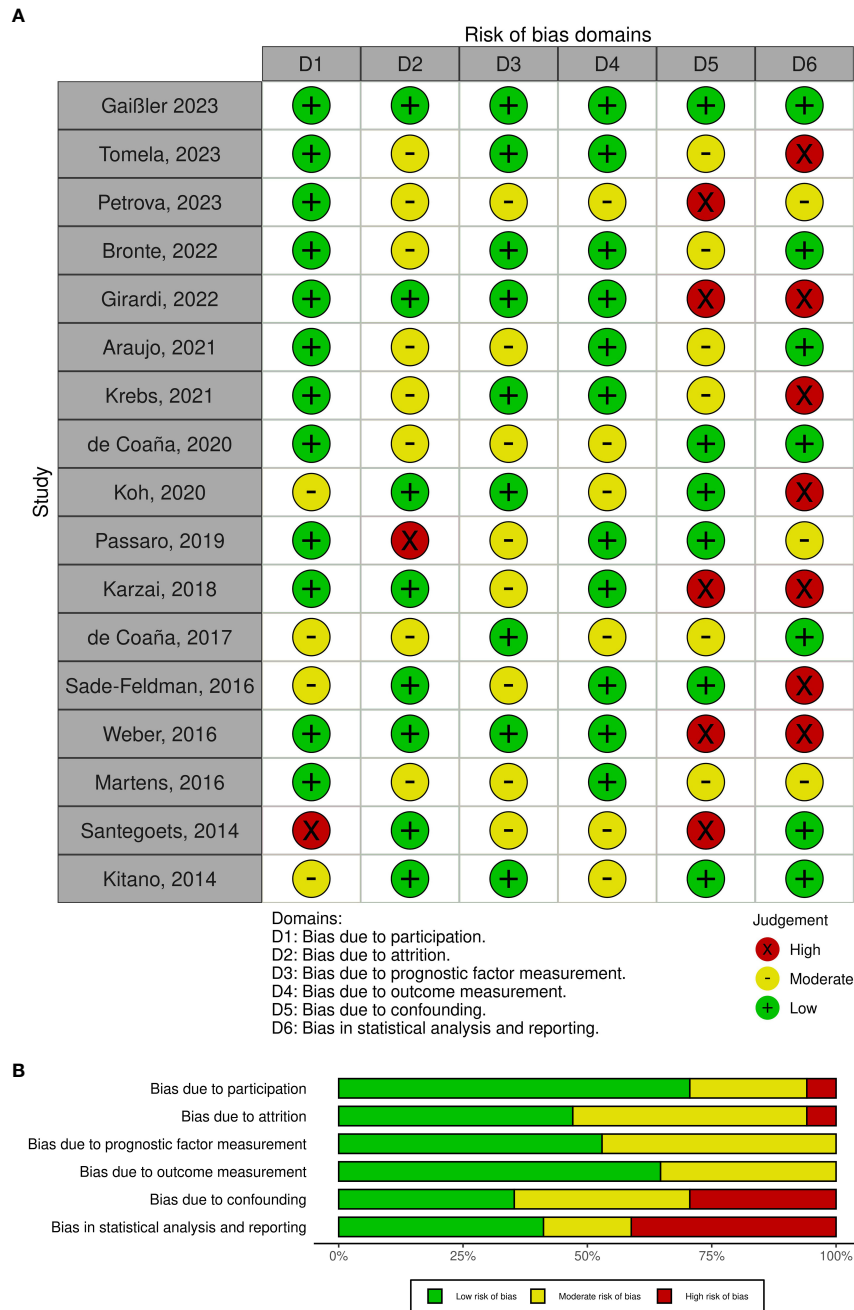 A
Risk of bias domains
D1 D2 D3 D4 D5 D6
Study
Gaißler 2023 + + + + + +
Tomela, 2023 + - + + - X
Petrova, 2023 + - - - X -
Bronte, 2022 + - + + - +
Girardi, 2022 + + + + X X
Araujo, 2021 + - - + - +
Krebs, 2021 + - + + - X
de Coaña, 2020 + - - - + +
Koh, 2020 - + + - + X
Passaro, 2019 + X - + + -
Karzai, 2018 + + - + X X
de Coaña, 2017 - - + - - +
Sade-Feldman, 2016 - + - + + X
Weber, 2016 + + + + X X
Martens, 2016 + - - + - -
Santegoets, 2014 X + - - X +
Kitano, 2014 - + + - + +
Domains:
D1: Bias due to participation.
D2: Bias due to attrition.
D3: Bias due to prognostic factor measurement.
D4: Bias due to outcome measurement.
D5: Bias due to confounding.
D6: Bias in statistical analysis and reporting.
Judgement
X High
- Moderate
+ Low
B
Bias due to participation
Bias due to attrition
Bias due to prognostic factor measurement
Bias due to outcome measurement
Bias due to confounding
Bias in statistical analysis and reporting
0% 25% 50% 75% 100%
Low risk of bias Moderate risk of bias High risk of bias